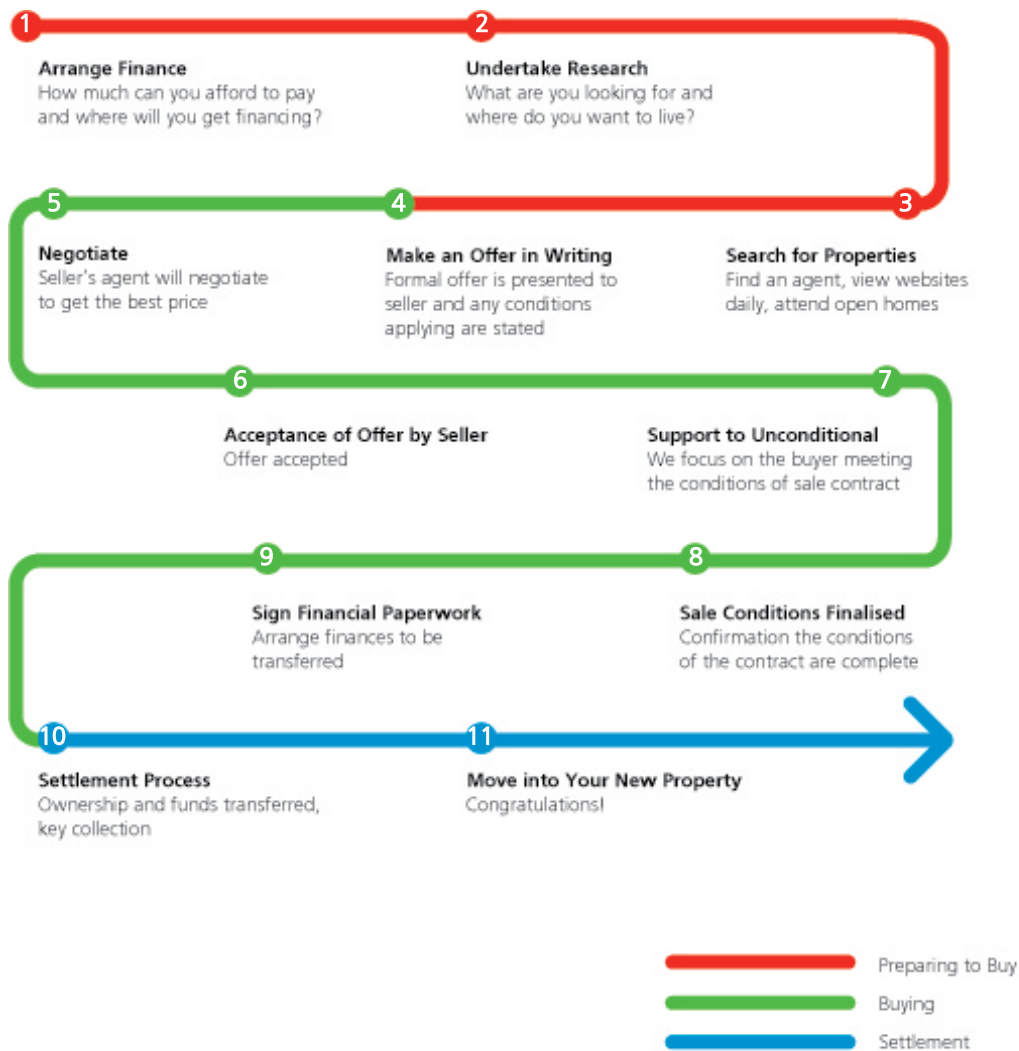 1
2
Arrange Finance
How much can you afford to pay
and where will you get financing?
Undertake Research
What are you looking for and
where do you want to live?
3
Search for Properties
Find an agent, view websites
daily, attend open homes
4
Make an Offer in Writing
Formal offer is presented to
seller and any conditions
applying are stated
5
Negotiate
Seller's agent will negotiate
to get the best price
6
Acceptance of Offer by Seller
Offer accepted
7
Support to Unconditional
We focus on the buyer meeting
the conditions of sale contract
8
Sale Conditions Finalised
Confirmation the conditions
of the contract are complete
9
Sign Financial Paperwork
Arrange finances to be
transferred
10
Settlement Process
Ownership and funds transferred,
key collection
11
Move into Your New Property
Congratulations!
Preparing to Buy
Buying
Settlement